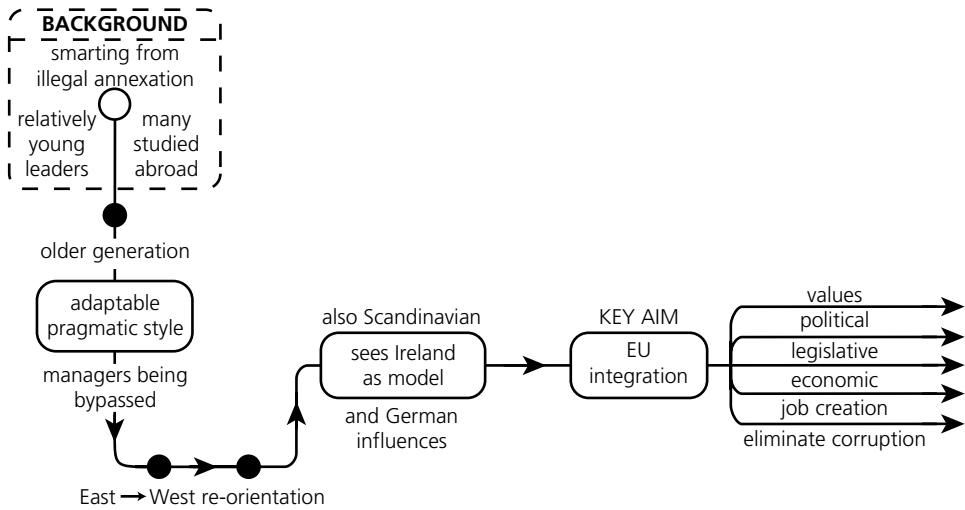 BACKGROUND
smarting from
illegal annexation
relatively
young
leaders
many
studied
abroad
older generation
adaptable
pragmatic style
managers being
bypassed
East → West re-orientation
also Scandinavian
sees Ireland
as model
and German
influences
KEY AIM
EU
integration
values
political
legislative
economic
job creation
eliminate corruption